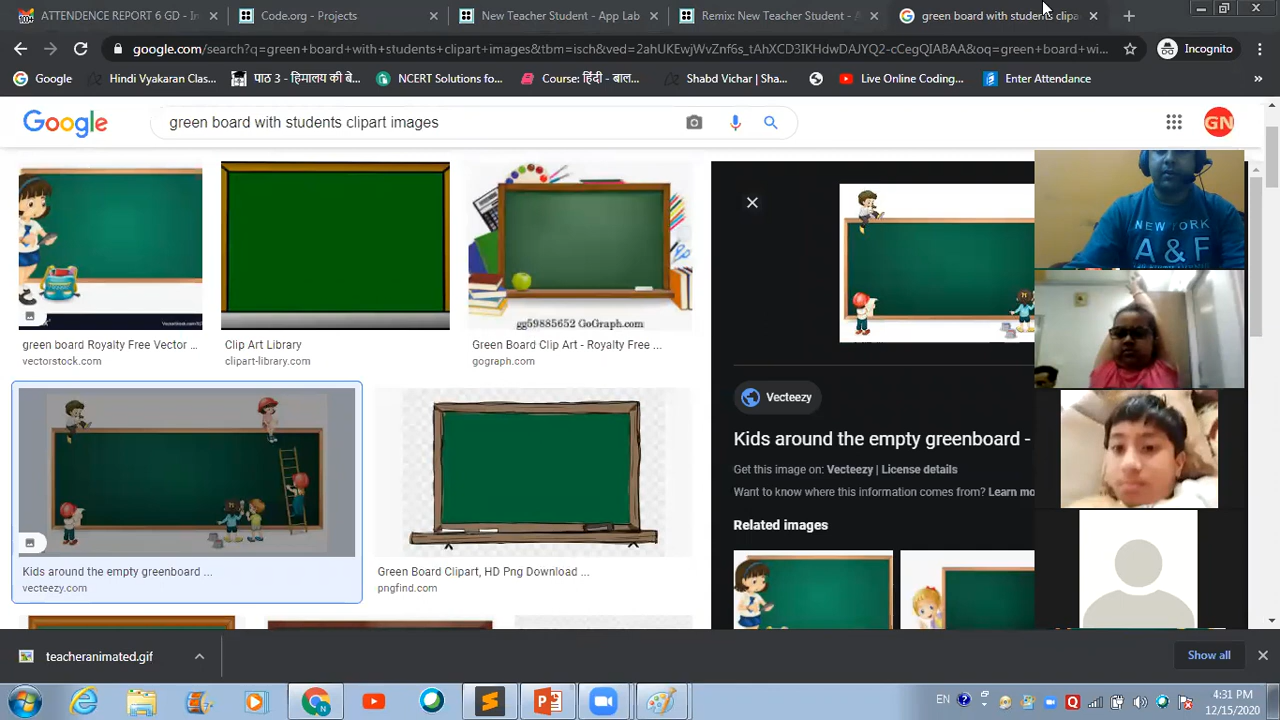 ATTENDENCE REPORT 6 GD - In
Code.org - Projects
New Teacher Student - App Lab
Remix: New Teacher Student - A
green board with students clipa
google.com/search?q=green+board+with+students+clipart+images&tbm=isch&ved=2ahUKEwjWvZnf6s_tAhXCD3IKHdwDAJYQ2-cCegQIABAA&oq=green+board+wi...
Incognito
Google
Hindi Vyakaran Clas...
पाठ 3 - हिमालय की बे...
NCERT Solutions fo...
Course: हिंदी - बाल...
Shabd Vichar | Sha...
Live Online Coding...
Enter Attendance
»
Google
green board with students clipart images
GN
NEW YORK
A & F
VectorStock.com/
gg59885652 GoGraph.com
green board Royalty Free Vector ...
vectorstock.com
Clip Art Library
clipart-library.com
Green Board Clip Art - Royalty Free ...
gograph.com
Vecteezy
Kids around the empty greenboard -
Get this image on: Vecteezy | License details
Want to know where this information comes from? Learn mo
Related images
Kids around the empty greenboard ...
vecteezy.com
Green Board Clipart, HD Png Download ...
pngfind.com
teacheranimated.gif
Show all
EN
4:31 PM
12/15/2020